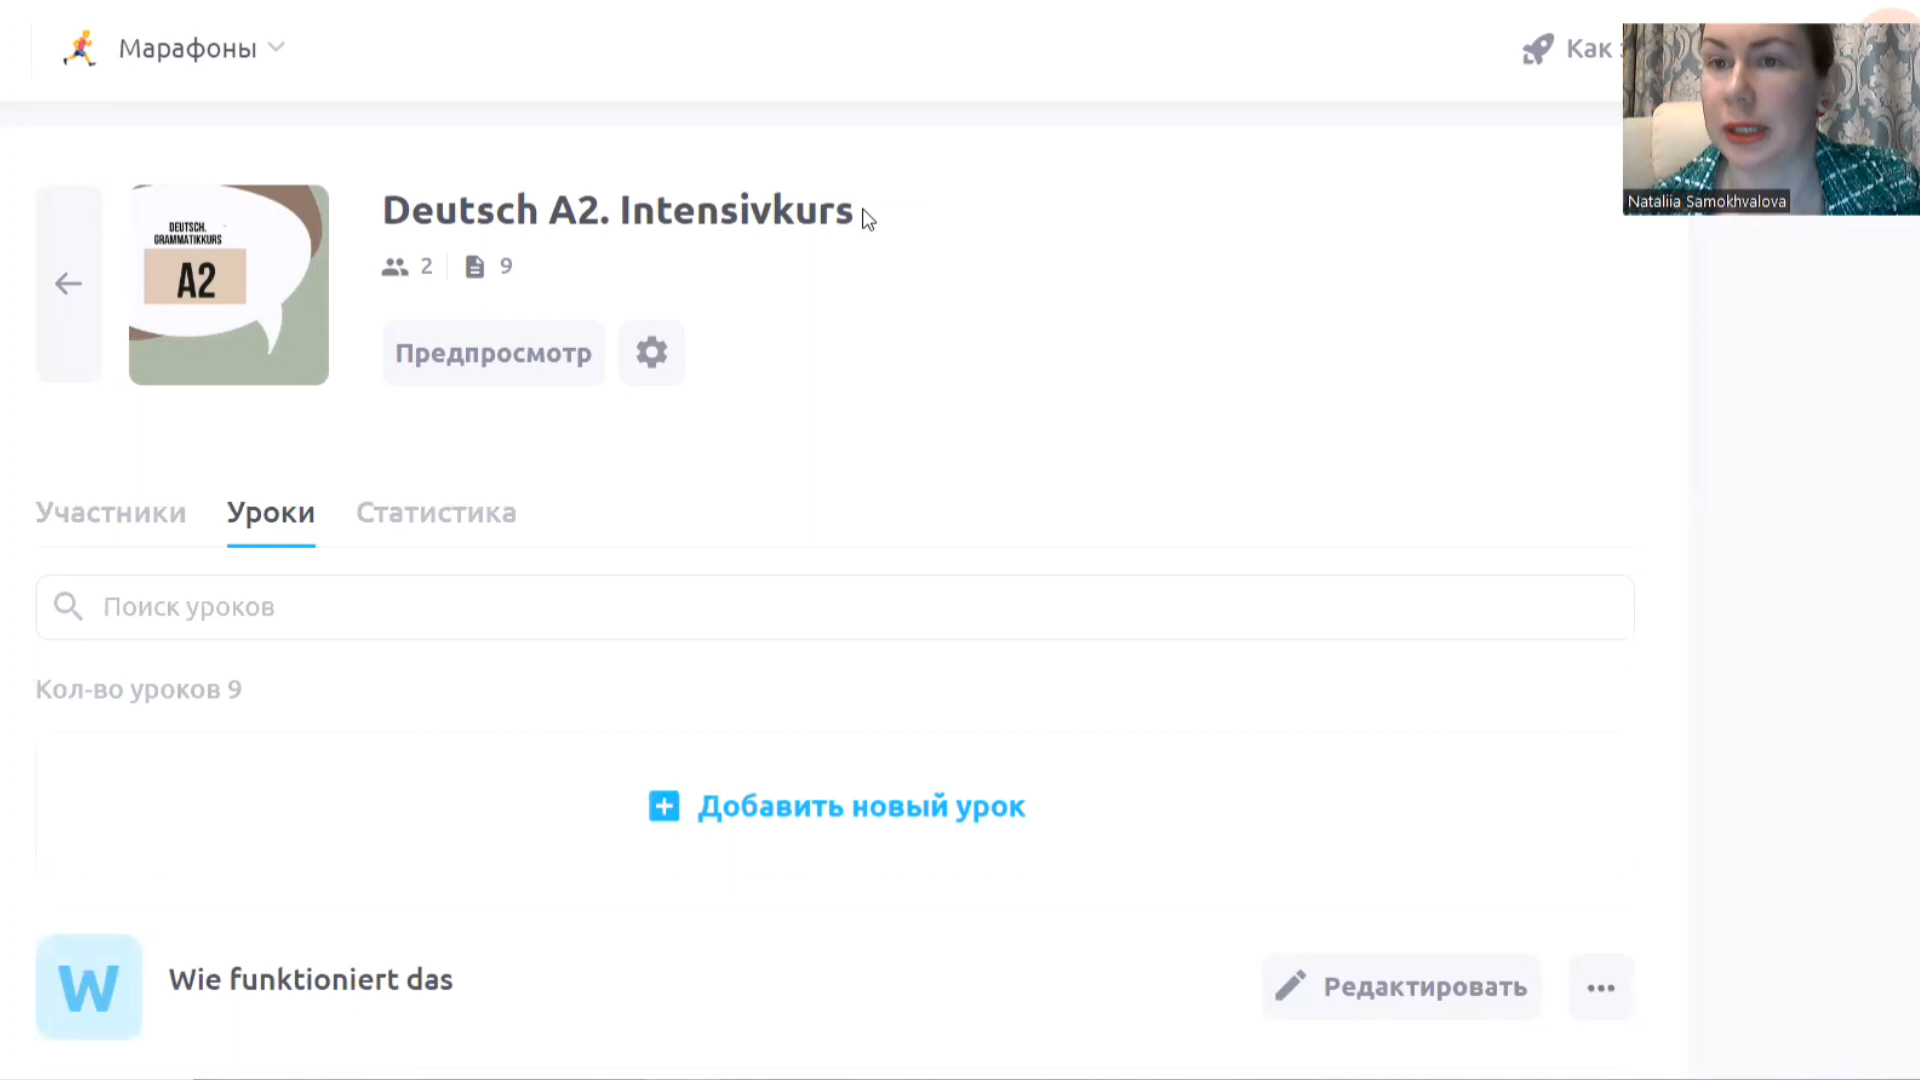 Марафоны
Как
Nataliia Samokhvalova
DEUTSCH.
GRAMMATIKKURS
A2
Deutsch A2. Intensivkurs
2
9
Предпросмотр
Участники
Уроки
Статистика
Поиск уроков
Кол-во уроков 9
Добавить новый урок
W
Wie funktioniert das
Редактировать